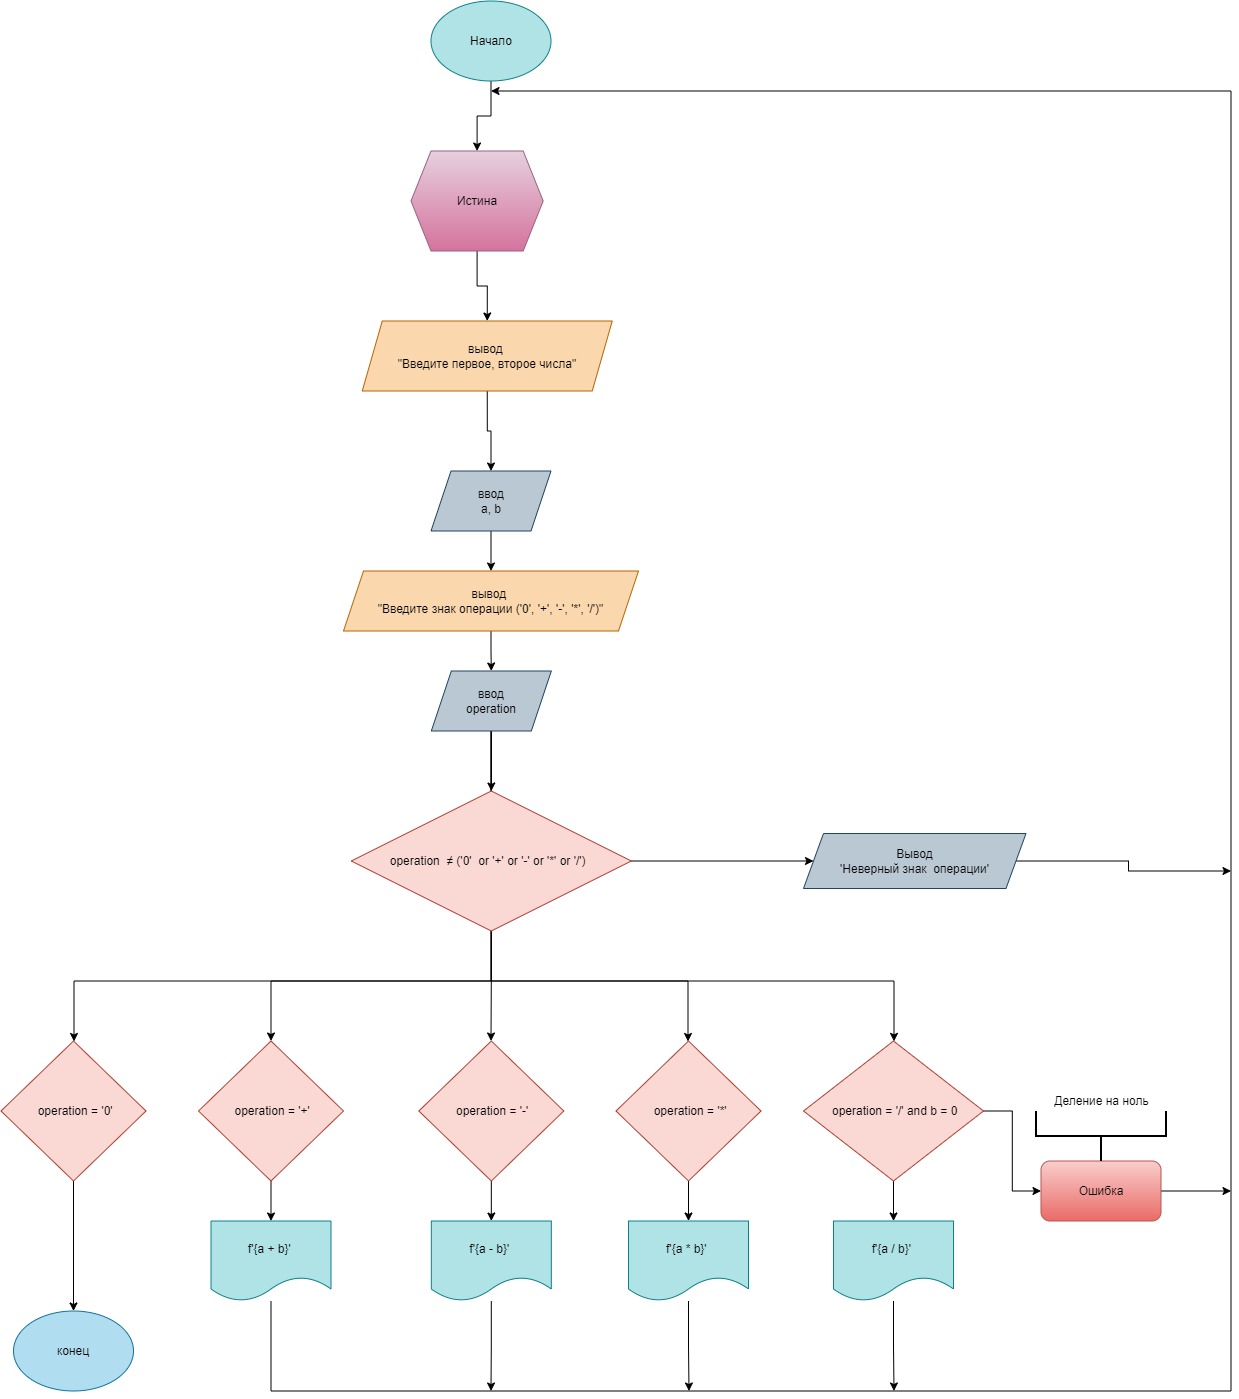 Начало
Истина
вывод
"Введите первое, второе числа"
ввод
a, b
вывод
"Введите знак операции ('0', '+', '-', '*', '/')"
ввод
operation
operation ≠ ('0' or '+' or '-' or '*' or '/')
Вывод
'Неверный знак операции'
operation = '0'
operation = '+'
operation = '-'
operation = '*'
operation = '/' and b = 0
Деление на ноль
Ошибка
f'{a + b}'
f'{a - b}'
f'{a * b}'
f'{a / b}'
конец